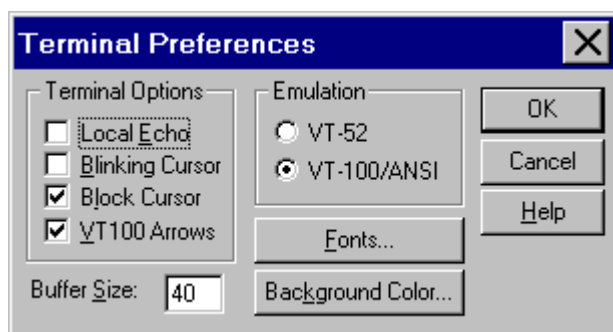 Terminal Preferences
Terminal Options
Local Echo
Blinking Cursor
Block Cursor
VT100 Arrows
Buffer Size: 40
Emulation
VT-52
VT-100/ANSI
Fonts...
Background Color...
OK
Cancel
Help